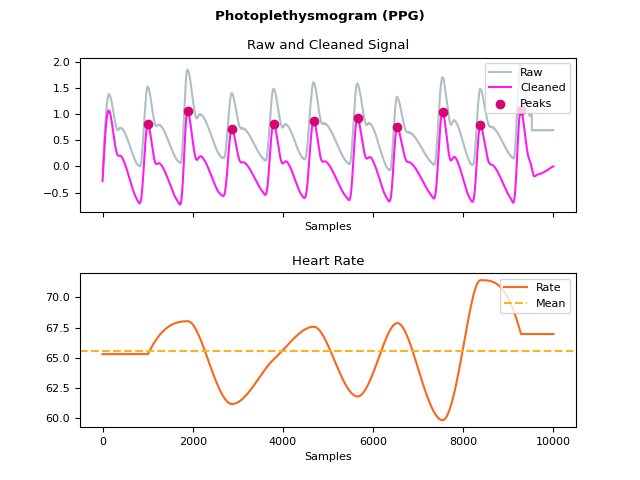 Photoplethysmogram (PPG)
Raw and Cleaned Signal
2.0
1.5
1.0
0.5
0.0
−0.5
Raw
Cleaned
Peaks
Samples
Heart Rate
70.0
67.5
65.0
62.5
60.0
Rate
Mean
0 2000 4000 6000 8000 10000
Samples